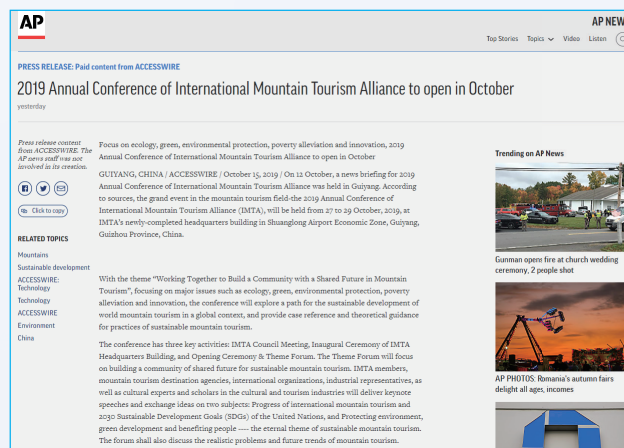 AP
AP NEW
Top Stories Topics Video Listen
PRESS RELEASE: Paid content from ACCESSWIRE
2019 Annual Conference of International Mountain Tourism Alliance to open in October
yesterday
Press release content
from ACCESSWIRE. The
AP news staff was not
involved in its creation.
Click to copy
RELATED TOPICS
Mountains
Sustainable development
ACCESSWIRE:
Technology
Technology
ACCESSWIRE
Environment
China
Focus on ecology, green, environmental protection, poverty alleviation and innovation, 2019
Annual Conference of International Mountain Tourism Alliance to open in October
GUIYANG, CHINA / ACCESSWIRE / October 15, 2019 / On 12 October, a news briefing for 2019
Annual Conference of International Mountain Tourism Alliance was held in Guiyang. According
to sources, the grand event in the mountain tourism field-the 2019 Annual Conference of
International Mountain Tourism Alliance (IMTA), will be held from 27 to 29 October, 2019, at
IMTA's newly-completed headquarters building in Shuanglong Airport Economic Zone, Guiyang,
Guizhou Province, China.
With the theme "Working Together to Build a Community with a Shared Future in Mountain
Tourism", focusing on major issues such as ecology, green, environmental protection, poverty
alleviation and innovation, the conference will explore a path for the sustainable development of
world mountain tourism in a global context, and provide case reference and theoretical guidance
for practices of sustainable mountain tourism.
The conference has three key activities: IMTA Council Meeting, Inaugural Ceremony of IMTA
Headquarters Building, and Opening Ceremony & Theme Forum. The Theme Forum will focus
on building a community of shared future for sustainable mountain tourism. IMTA members,
mountain tourism destination agencies, international organizations, industrial representatives, as
well as cultural experts and scholars in the cultural and tourism industries will deliver keynote
speeches and exchange ideas on two subjects: Progress of international mountain tourism and
2030 Sustainable Development Goals (SDGs) of the United Nations, and Protecting environment,
green development and benefiting people —- the eternal theme of sustainable mountain tourism.
The forum shall also discuss the realistic problems and future trends of mountain tourism.
Trending on AP News
Gunman opens fire at church wedding
ceremony, 2 people shot
AP PHOTOS: Romania's autumn fairs
delight all ages, incomes